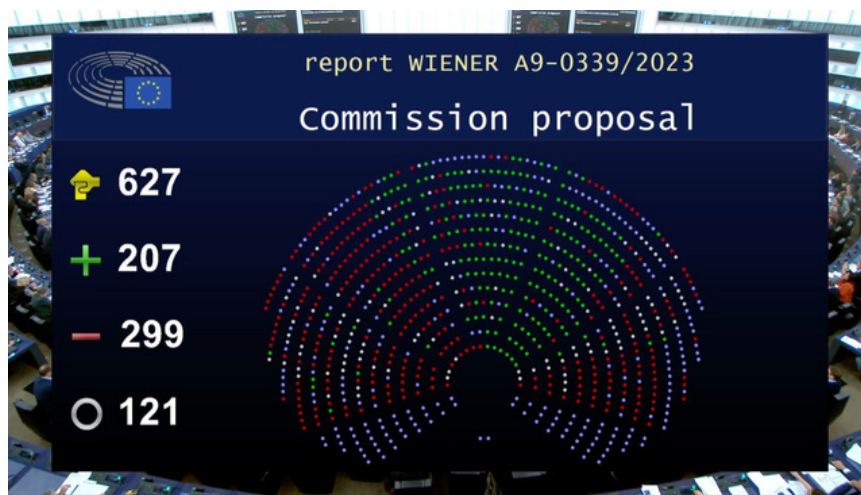 report WIENER A9-0339/2023
Commission proposal
627
+ 207
- 299
121